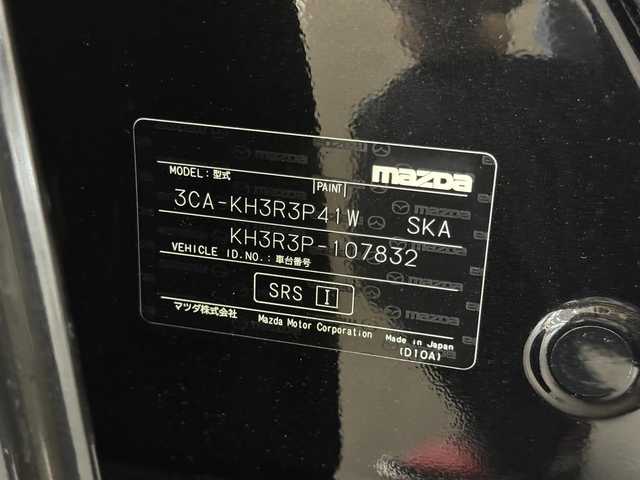 mazda
MODEL:型式
PAINT
3CA-KH3R3P41W SKA
KH3R3P-107832
VEHICLE ID.NO.:車台番号
SRS I
マツダ株式会社 Mazda Motor Corporation Made in Japan
(D10A)